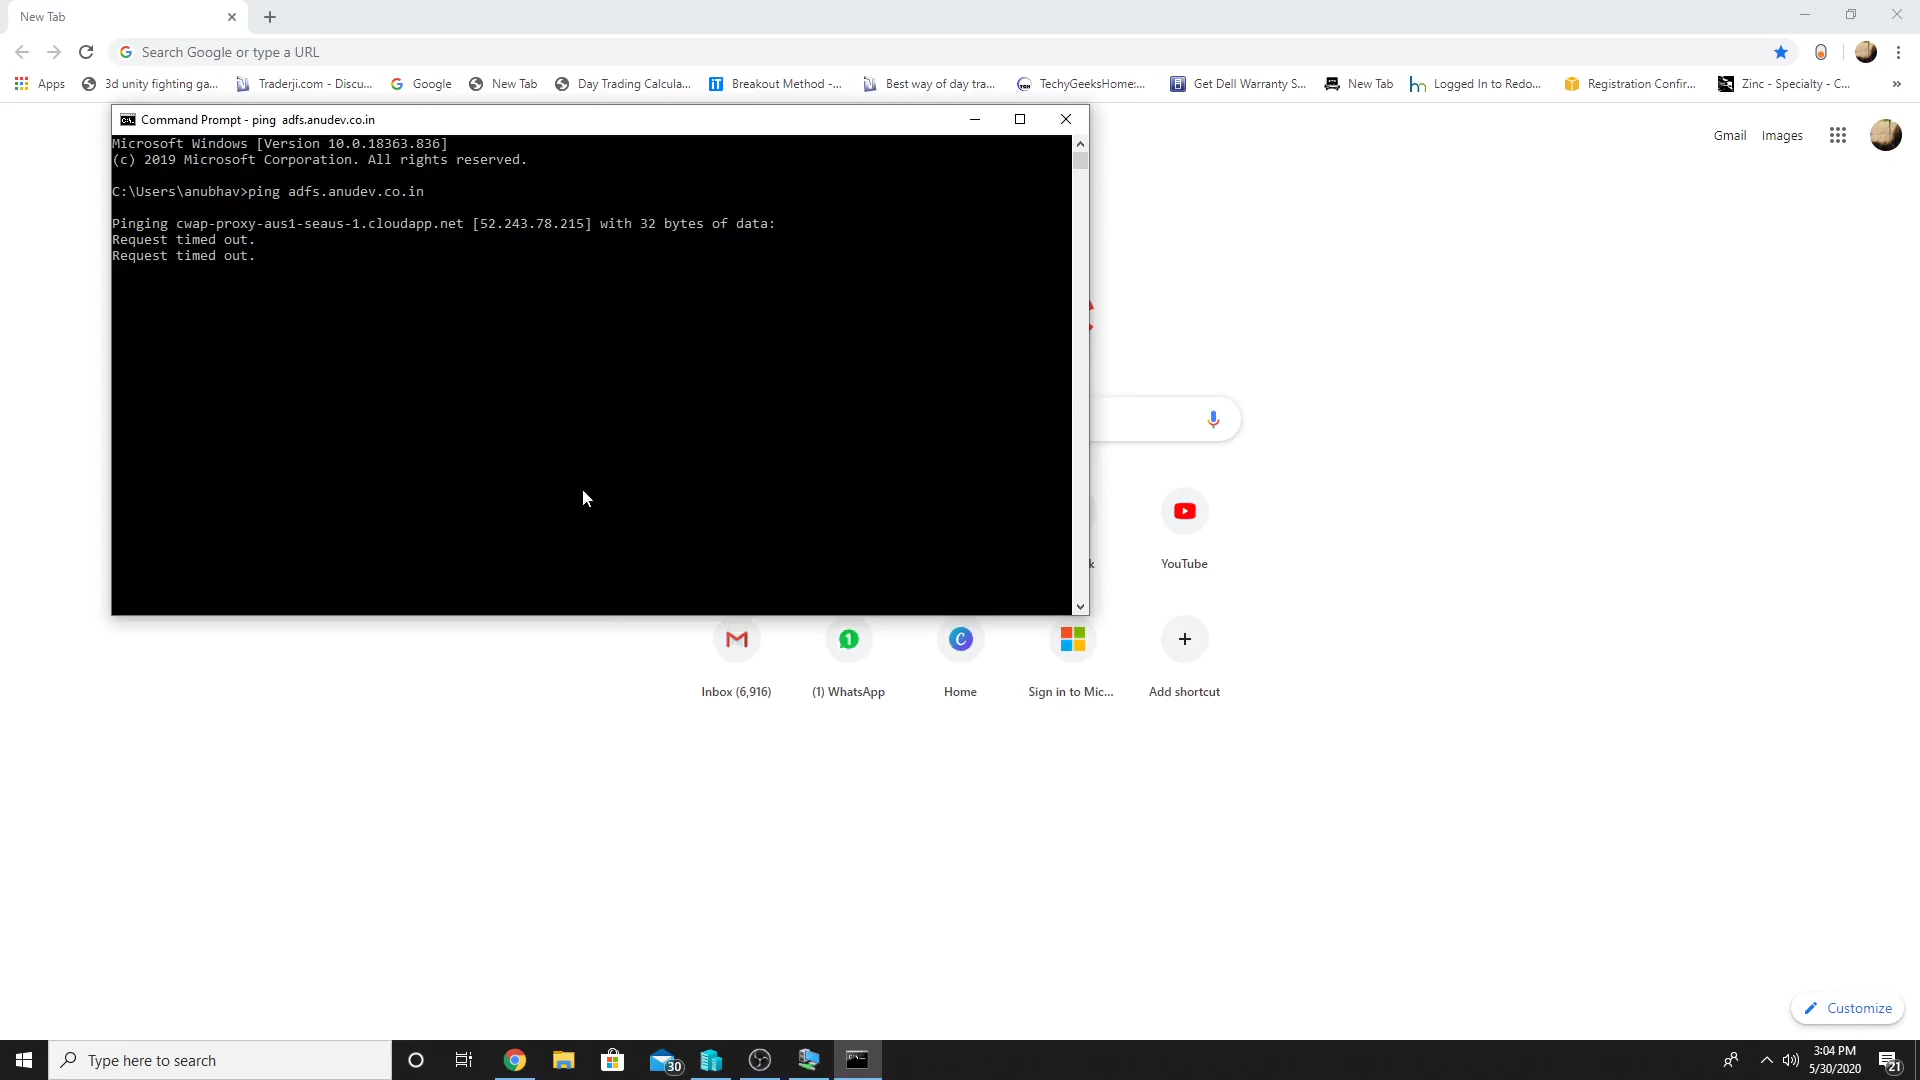 New Tab
Search Google or type a URL
Apps
3d unity fighting ga...
Traderji.com - Discu...
Google
New Tab
Day Trading Calcula...
Breakout Method -...
Best way of day tra...
TechyGeeksHome:...
Get Dell Warranty S...
New Tab
Logged In to Redo...
Registration Confir...
Zinc - Specialty - C...
»
Command Prompt - ping  adfs.anudev.co.in
Gmail
Images
Microsoft Windows [Version 10.0.18363.836]
(c) 2019 Microsoft Corporation. All rights reserved.
C:\Users\anubhav>ping adfs.anudev.co.in
Pinging cwap-proxy-aus1-seaus-1.cloudapp.net [52.243.78.215] with 32 bytes of data:
Request timed out.
Request timed out.
k
YouTube
Inbox (6,916)
(1) WhatsApp
Home
Sign in to Mic...
Add shortcut
Customize
Type here to search
30
3:04 PM
5/30/2020
21